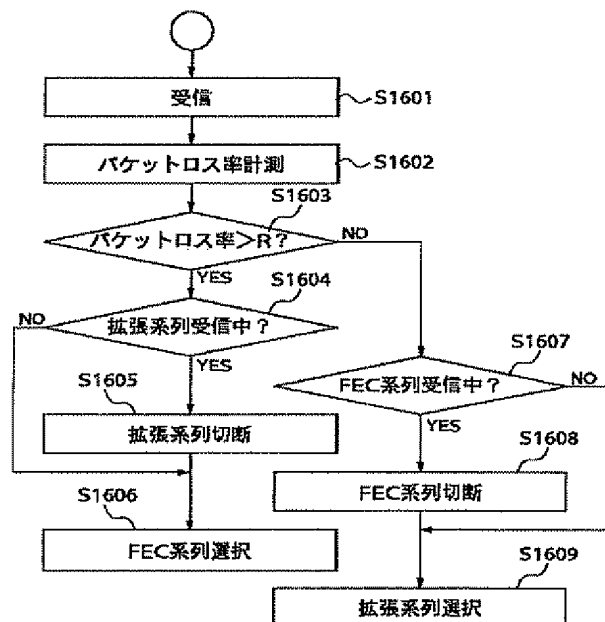 受信
S1601
パケットロス率計測
S1602
S1603
パケットロス率>R?
NO
YES
S1604
NO
拡張系列受信中?
YES
S1607
FEC系列受信中?
NO
YES
S1605
拡張系列切断
S1608
FEC系列切断
S1606
FEC系列選択
S1609
拡張系列選択